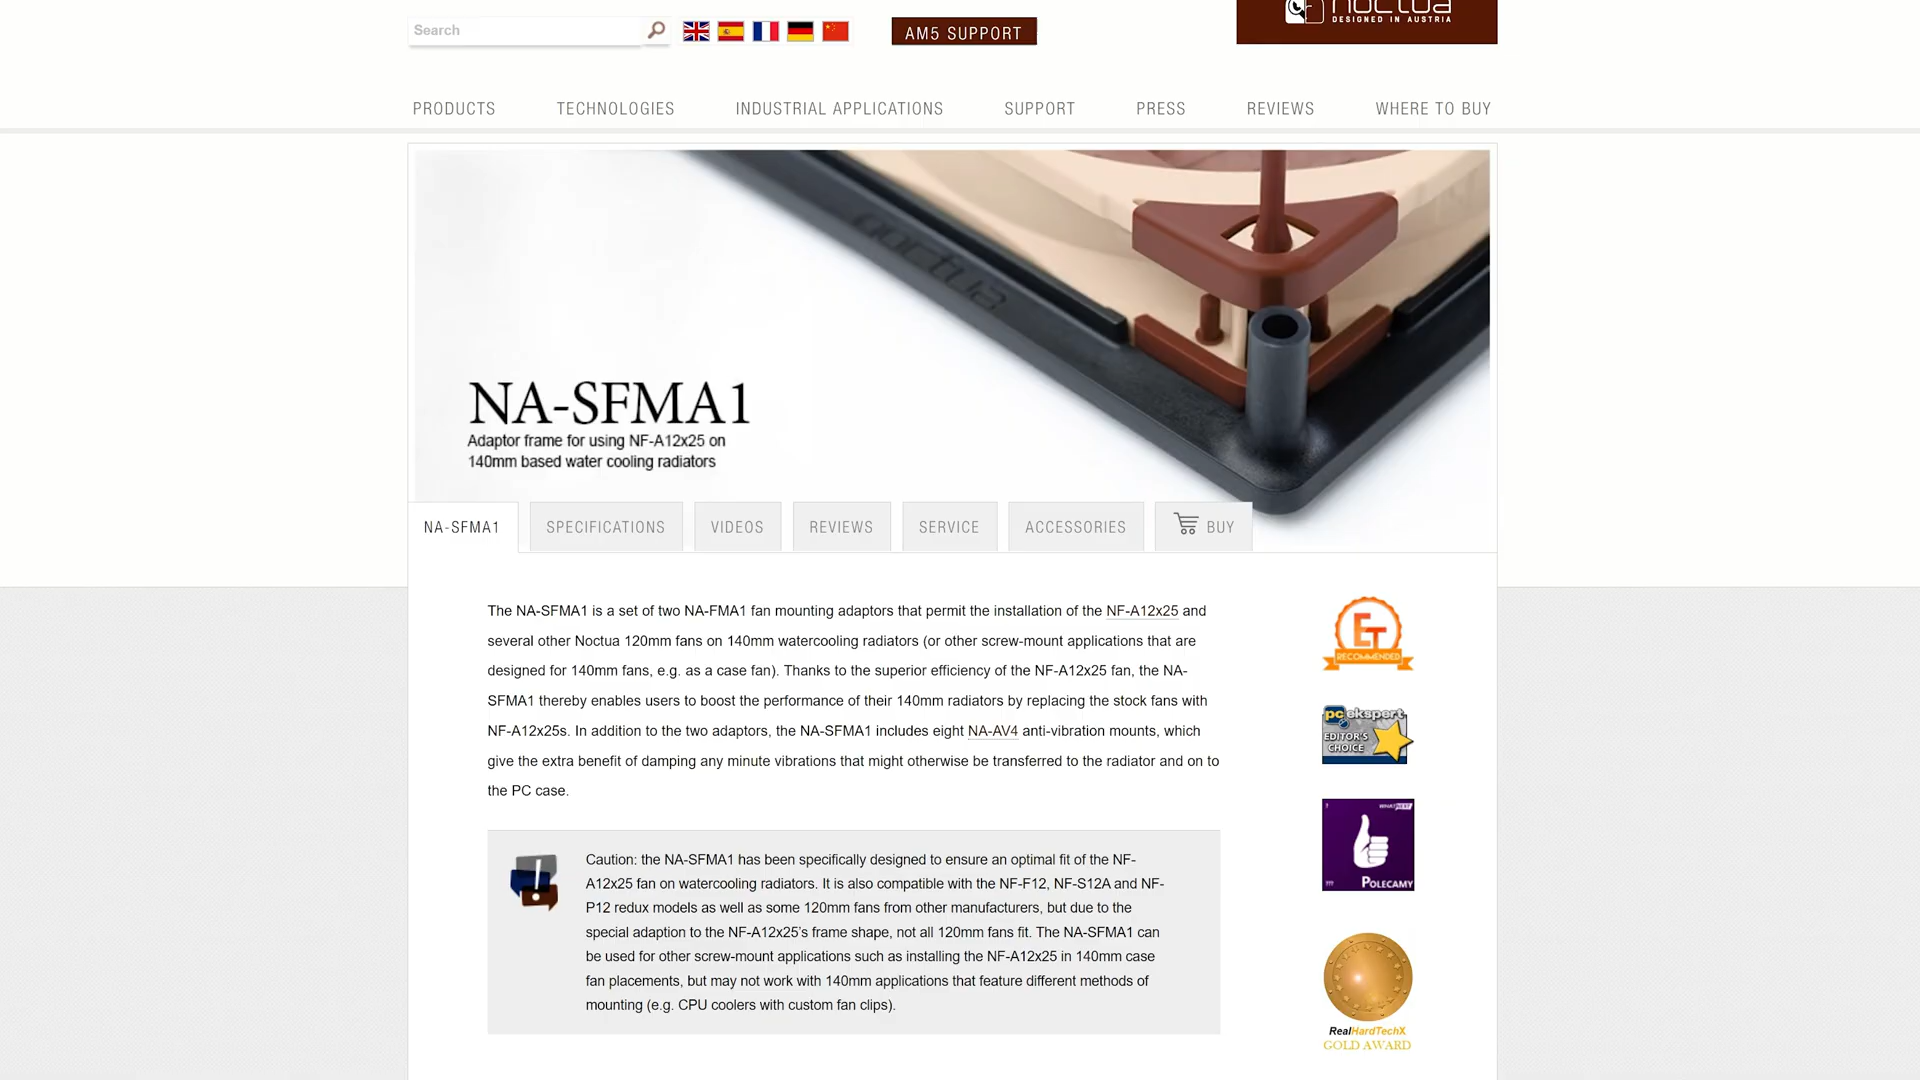 Search
AM5 SUPPORT
noctua
DESIGNED IN AUSTRIA
PRODUCTS TECHNOLOGIES INDUSTRIAL APPLICATIONS SUPPORT PRESS REVIEWS WHERE TO BUY
noctua
NA-SFMA1
Adaptor frame for using NF-A12x25 on
140mm based water cooling radiators
NA-SFMA1 SPECIFICATIONS VIDEOS REVIEWS SERVICE ACCESSORIES BUY
The NA-SFMA1 is a set of two NA-FMA1 fan mounting adaptors that permit the installation of the NF-A12x25 and
several other Noctua 120mm fans on 140mm watercooling radiators (or other screw-mount applications that are
designed for 140mm fans, e.g. as a case fan). Thanks to the superior efficiency of the NF-A12x25 fan, the NA-
SFMA1 thereby enables users to boost the performance of their 140mm radiators by replacing the stock fans with
NF-A12x25s. In addition to the two adaptors, the NA-SFMA1 includes eight NA-AV4 anti-vibration mounts, which
give the extra benefit of damping any minute vibrations that might otherwise be transferred to the radiator and on to
the PC case.
Caution: the NA-SFMA1 has been specifically designed to ensure an optimal fit of the NF-
A12x25 fan on watercooling radiators. It is also compatible with the NF-F12, NF-S12A and NF-
P12 redux models as well as some 120mm fans from other manufacturers, but due to the
special adaption to the NF-A12x25's frame shape, not all 120mm fans fit. The NA-SFMA1 can
be used for other screw-mount applications such as installing the NF-A12x25 in 140mm case
fan placements, but may not work with 140mm applications that feature different methods of
mounting (e.g. CPU coolers with custom fan clips).
ET
RECOMMENDED
pc ekspert
EDITOR'S
CHOICE
WHATNEXT
POLECAMY
RealHardTechX
GOLD AWARD